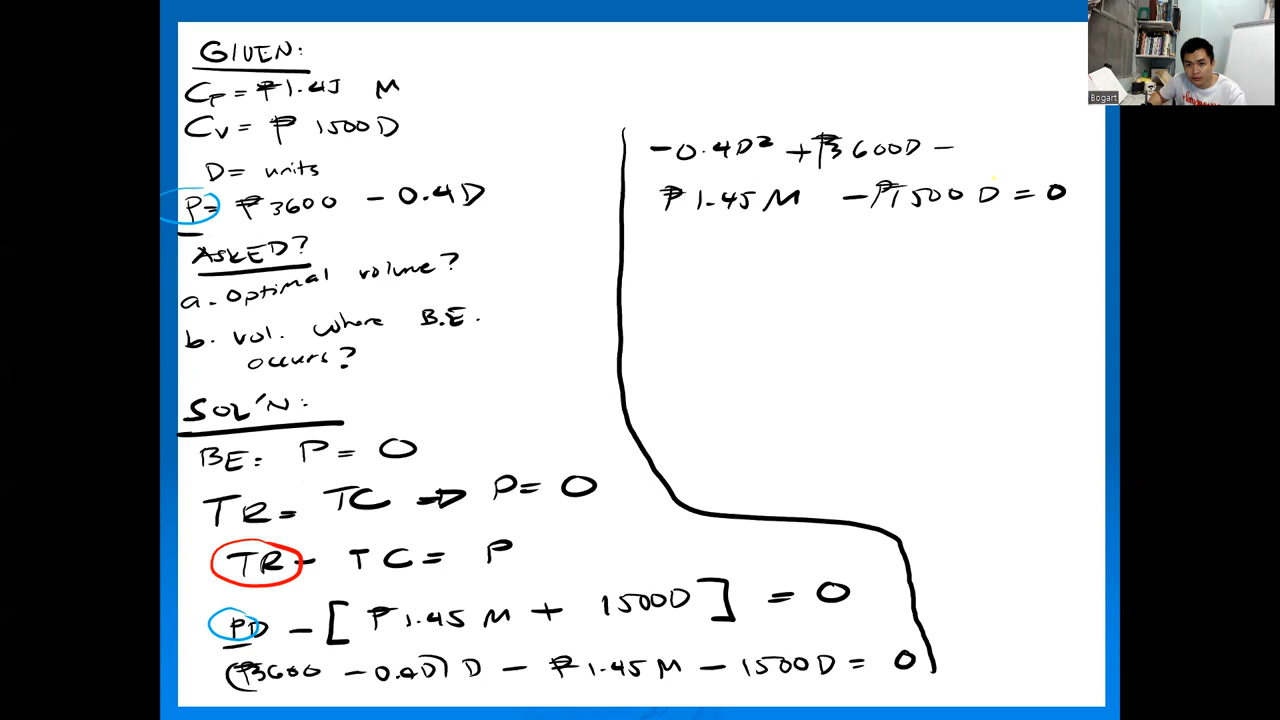 GIVEN:
CF = ₱1.45 M
CV = ₱ 1500D
D = units
P = ₱3600 - 0.4D
ASKED?
a. Optimal volume?
b. vol. where B.E.
occurs?
SOL'N:
BE: P = 0
TR = TC ⇒ P = 0
TR - TC = P
PD - [₱1.45 M + 1500D] = 0
(₱3600 - 0.4D) D - ₱1.45 M - 1500D = 0
-0.4D² + ₱3600D -
₱1.45 M - ₱1500 D = 0
Bogart